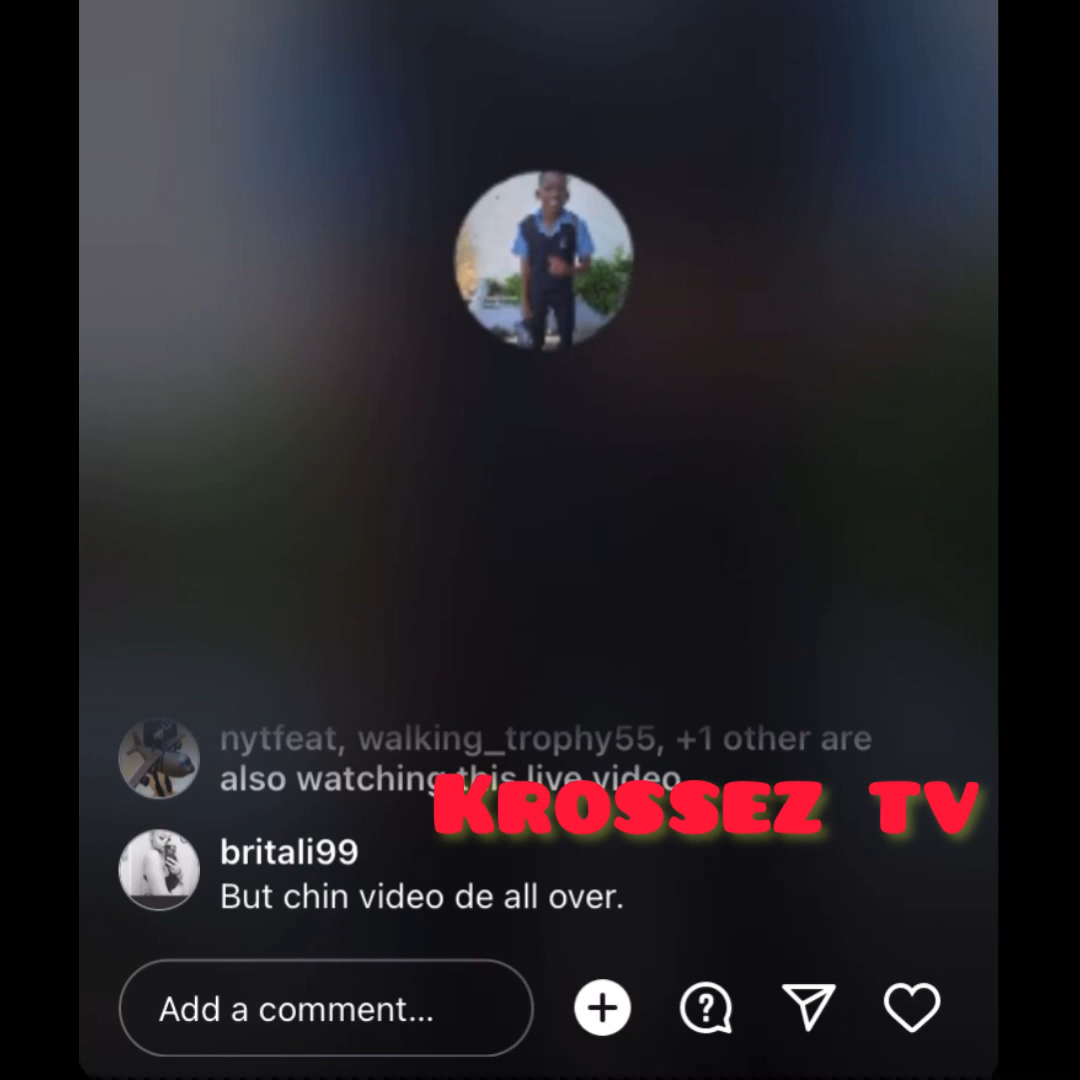 nytfeat, walking_trophy55, +1 other are
also watching this live video
KROSSEZ TV
britali99
But chin video de all over.
Add a comment...